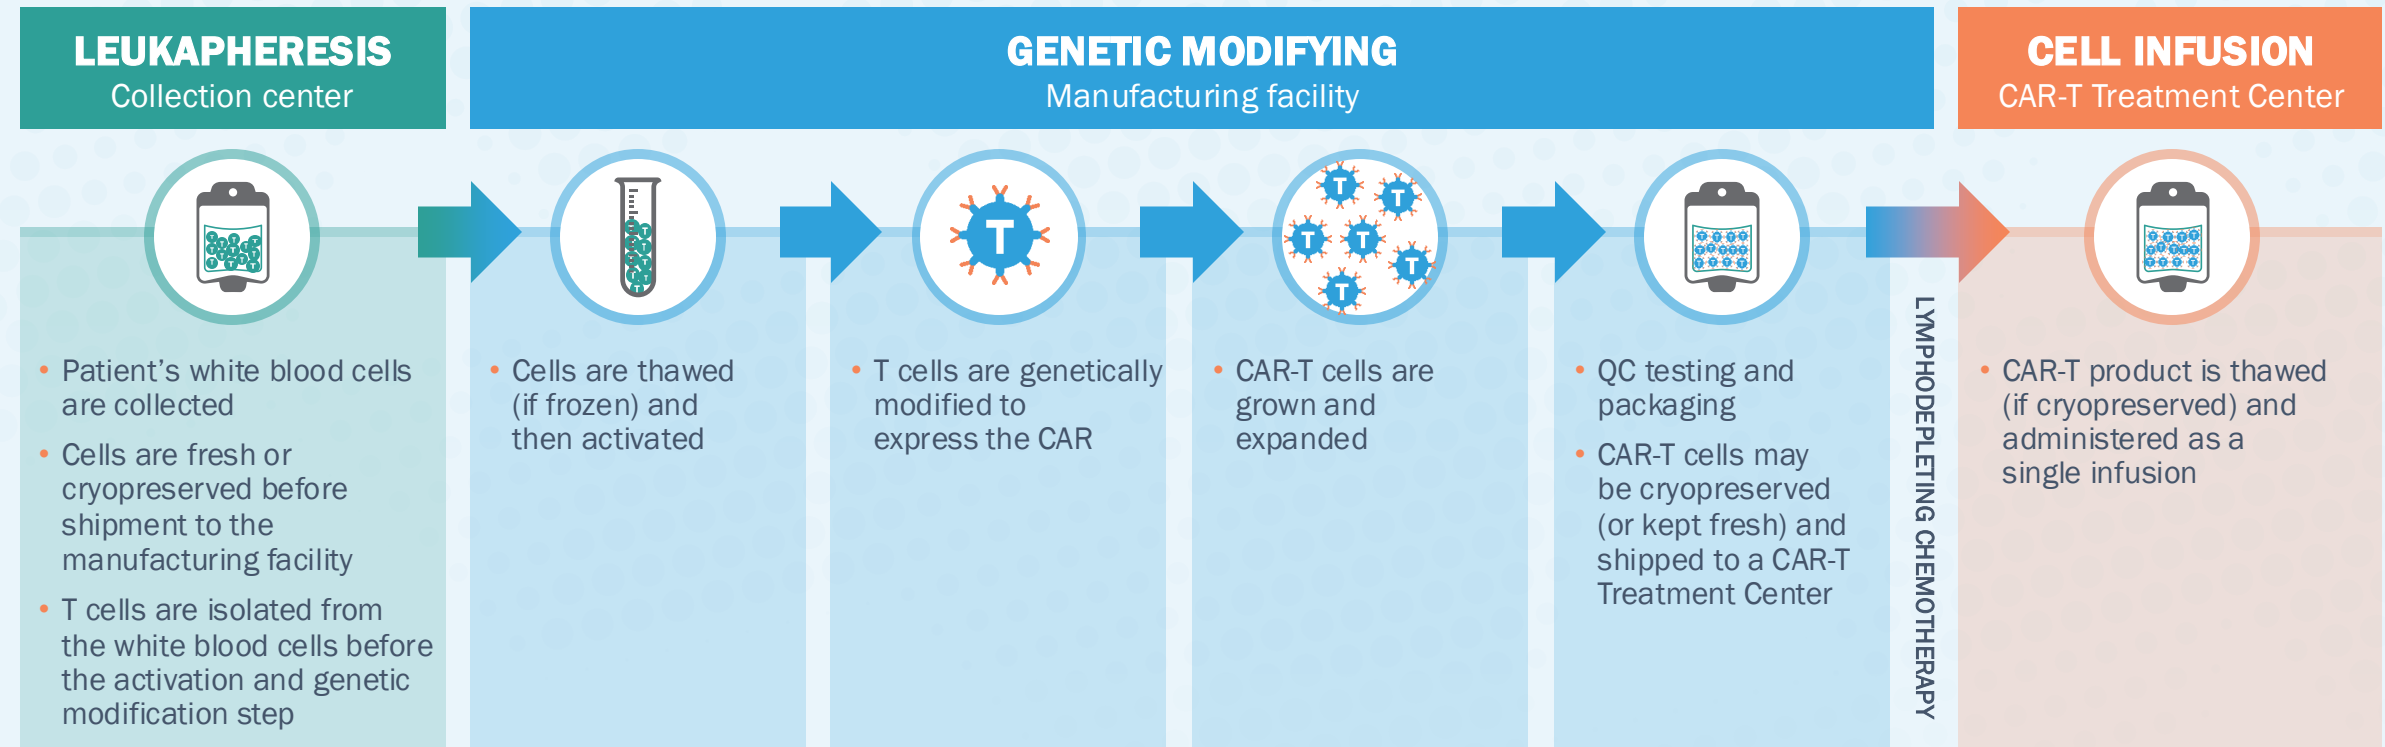 LEUKAPHERESIS
Collection center
• Patient’s white blood cells
are collected
• Cells are fresh or
cryopreserved before
shipment to the
manufacturing facility
• T cells are isolated from
the white blood cells before
the activation and genetic
modification step
GENETIC MODIFYING
Manufacturing facility
• Cells are thawed
(if frozen) and
then activated
T
• T cells are genetically
modified to
express the CAR
T
T
T
T
T
T
• CAR-T cells are
grown and
expanded
• QC testing and
packaging
• CAR-T cells may
be cryopreserved
(or kept fresh) and
shipped to a CAR-T
Treatment Center
LYMPHODEPLETING CHEMOTHERAPY
CELL INFUSION
CAR-T Treatment Center
• CAR-T product is thawed
(if cryopreserved) and
administered as a
single infusion